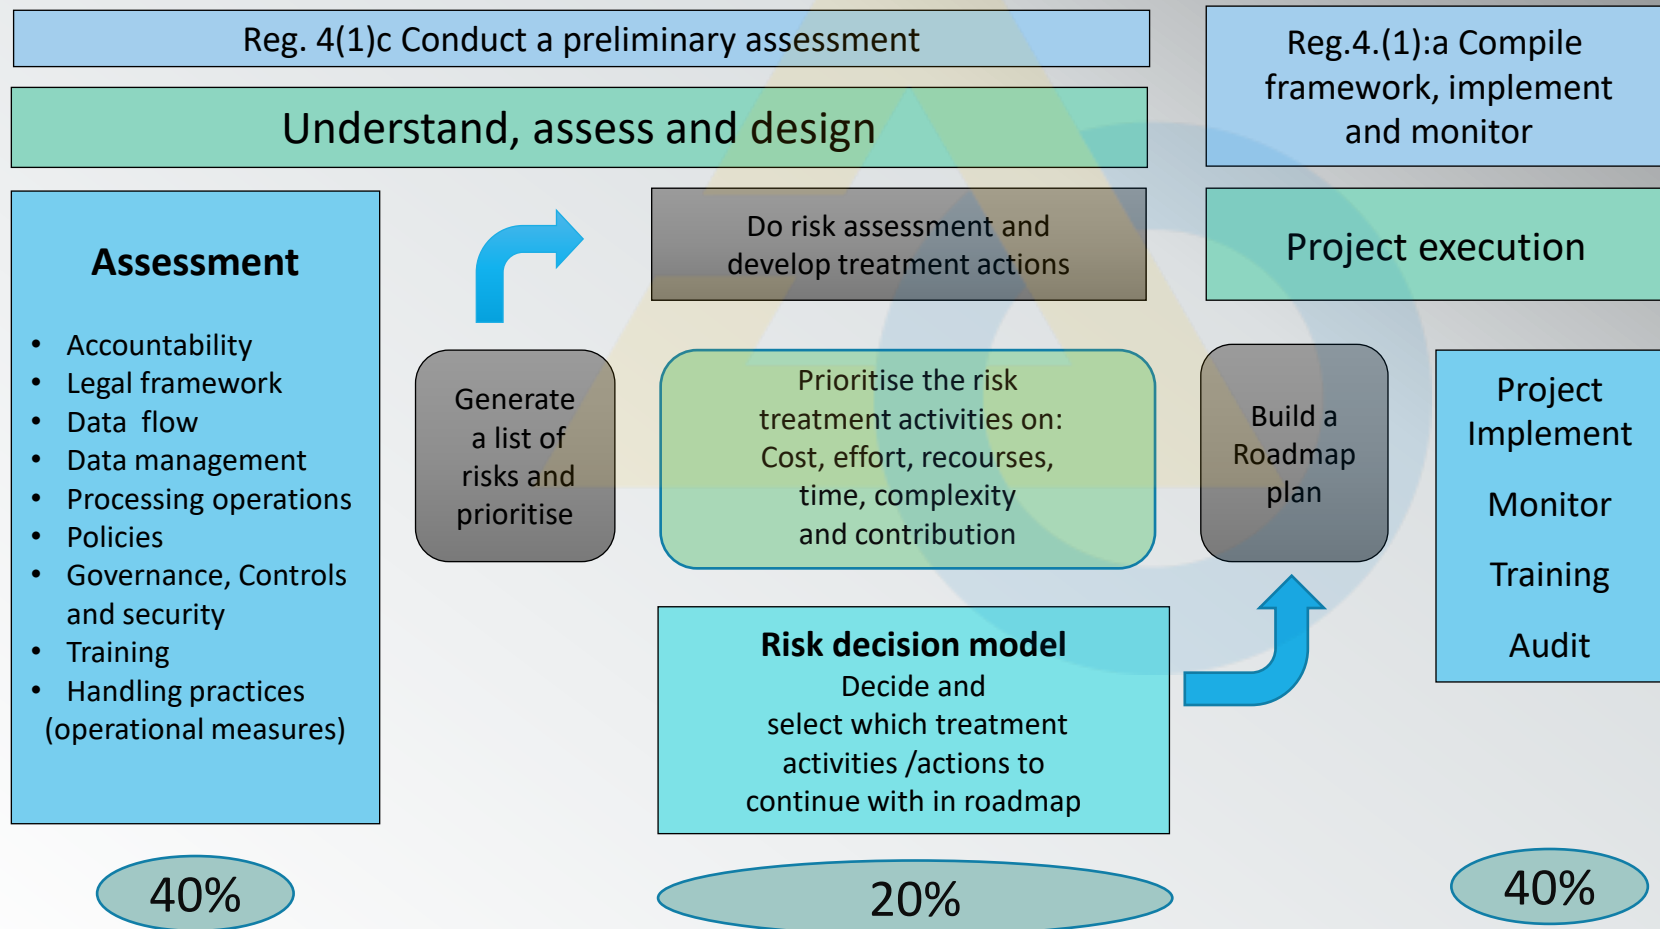 Reg. 4(1)c Conduct a preliminary assessment
Reg.4.(1):a Compile
framework, implement
and monitor
Understand, assess and design
Assessment
• Accountability
• Legal framework
• Data flow
• Data management
• Processing operations
• Policies
• Governance, Controls
and security
• Training
• Handling practices
(operational measures)
Generate
a list of
risks and
prioritise
Do risk assessment and
develop treatment actions
Prioritise the risk
treatment activities on:
Cost, effort, recourses,
time, complexity
and contribution
Risk decision model
Decide and
select which treatment
activities /actions to
continue with in roadmap
Project execution
Build a
Roadmap
plan
Project
Implement
Monitor
Training
Audit
40%
20%
40%